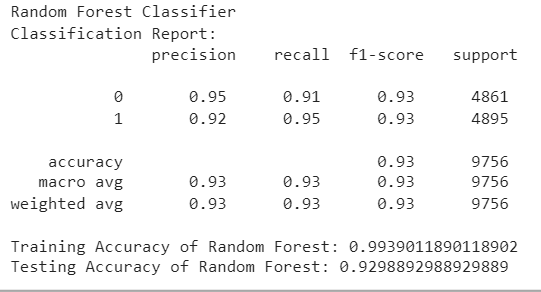 Random Forest Classifier
Classification Report:
precision recall f1-score support
0 0.95 0.91 0.93 4861
1 0.92 0.95 0.93 4895
accuracy 0.93 9756
macro avg 0.93 0.93 0.93 9756
weighted avg 0.93 0.93 0.93 9756
Training Accuracy of Random Forest: 0.9939011890118902
Testing Accuracy of Random Forest: 0.9298892988929889